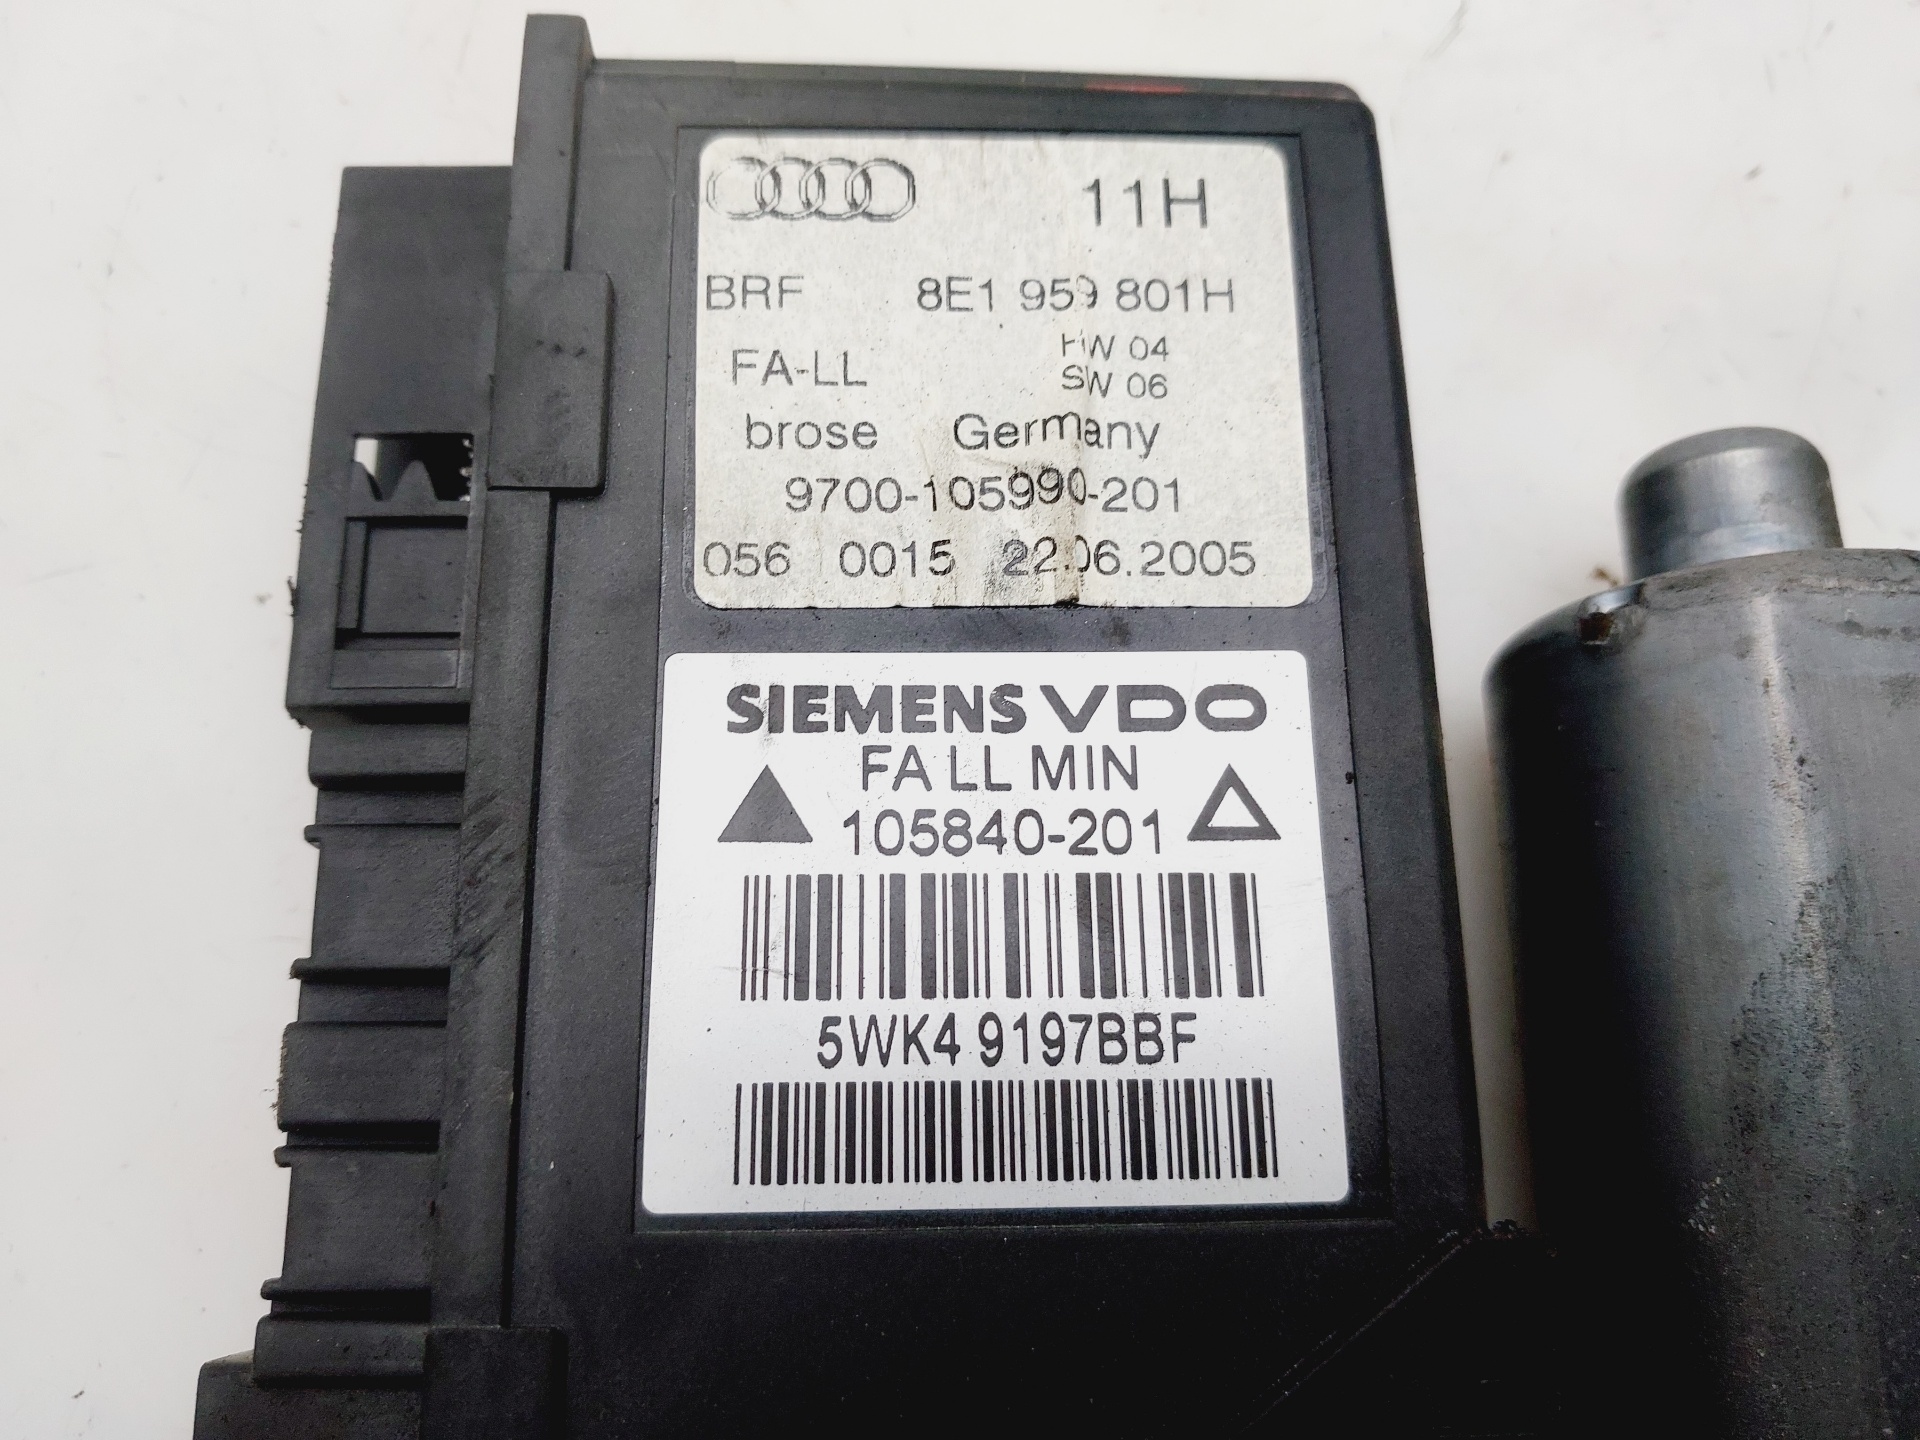 11H
BRF 8E1 959 801H
FA-LL HW 04
SW 06
brose Germany
9700-105990-201
056 0015 22.06.2005
SIEMENS VDO
FA LL MIN
105840-201
5WK4 9197BBF